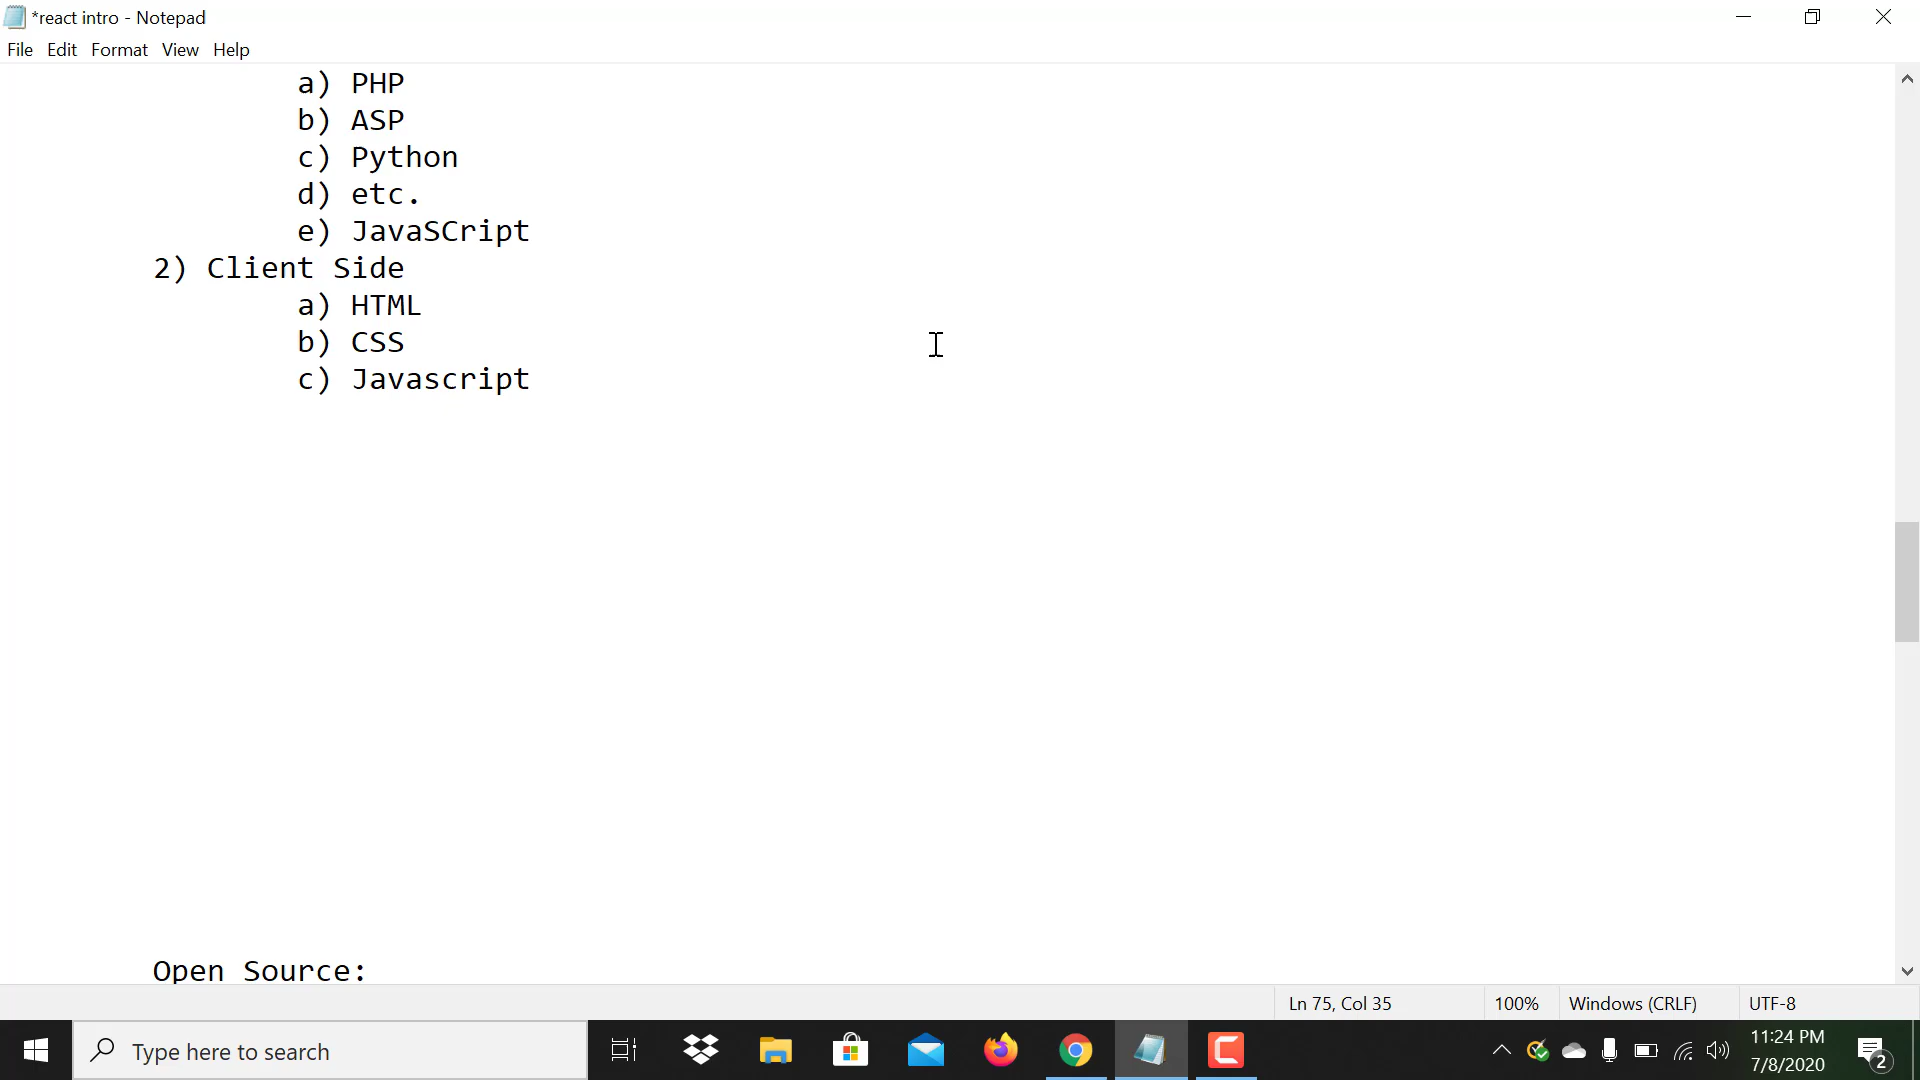 *react intro - Notepad
File Edit Format View Help
a) PHP
b) ASP
c) Python
d) etc.
e) JavaSCript
2) Client Side
a) HTML
b) CSS
c) Javascript
Open Source:
Ln 75, Col 35 100% Windows (CRLF) UTF-8
Type here to search
11:24 PM
7/8/2020
2